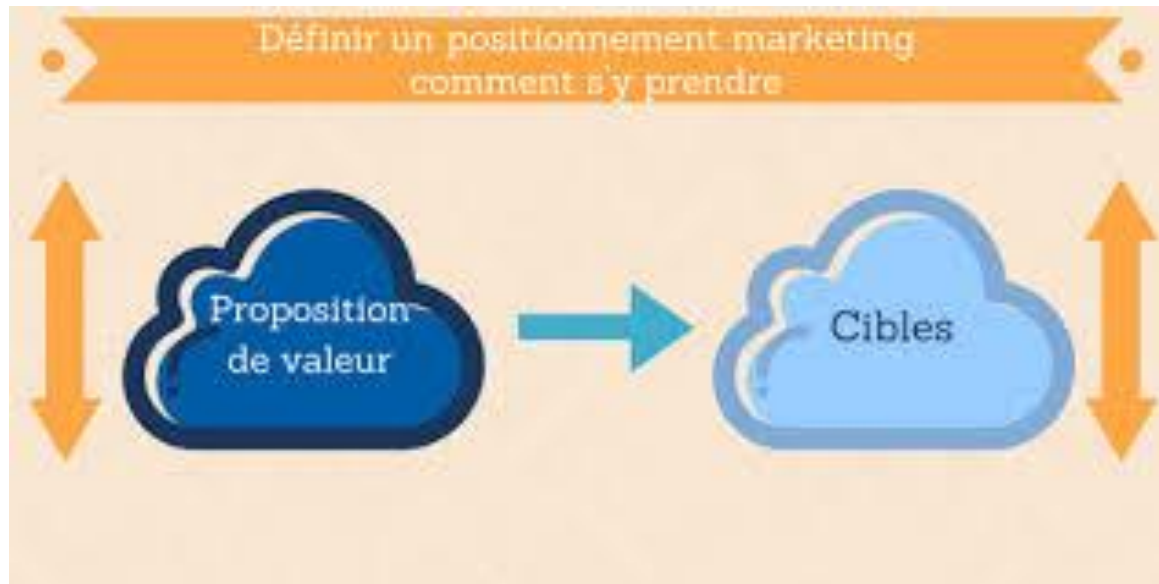 Définir un positionnement marketing
comment s'y prendre
Proposition
de valeur
Cibles